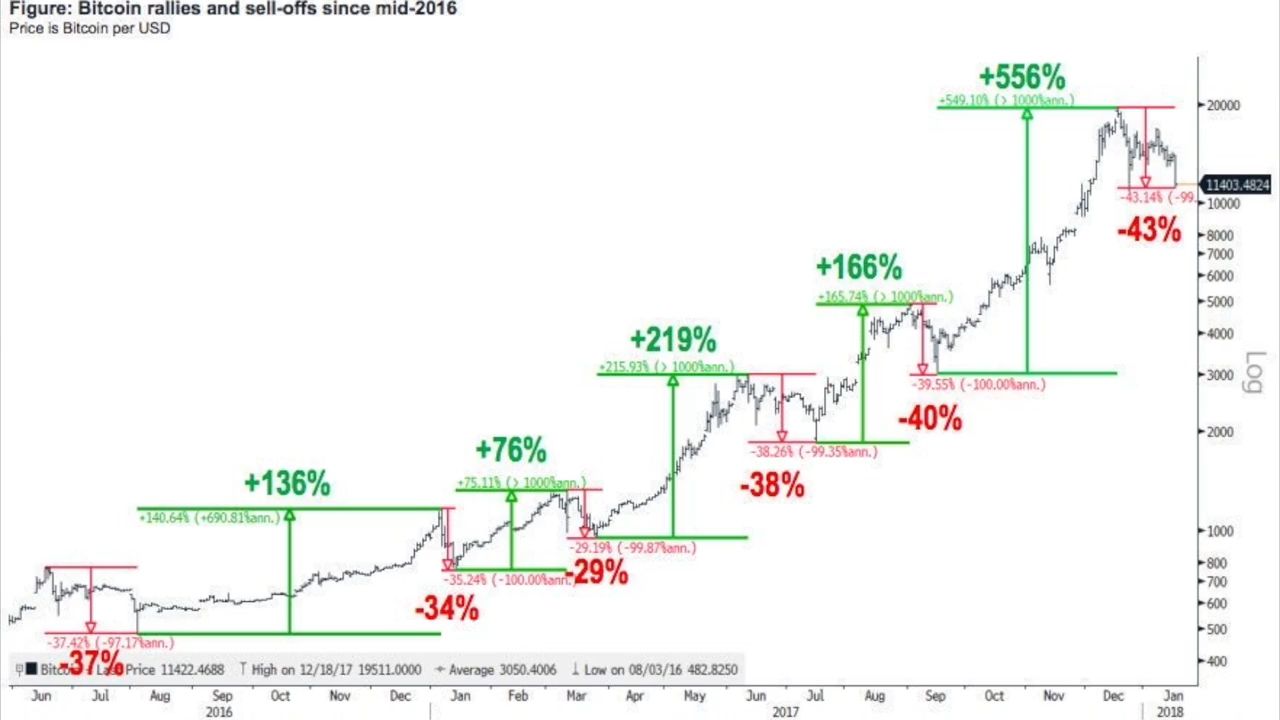 Figure: Bitcoin rallies and sell-offs since mid-2016
Price is Bitcoin per USD
+556%
+549.10% (> 1000%ann.)
20000
11403.4824
-43.14% (-99.
10000
-43%
8000
7000
+166%
6000
+165.74% (> 1000%ann.)
5000
+219%
4000
+215.93% (> 1000%ann.)
3000
-39.55% (-100.00%ann.)
Log
-40%
2000
+76%
-38.26% (-99.35%ann.)
+136%
+75.11% (> 1000%ann.)
-38%
+140.64% (+690.81%ann.)
1000
-29.19% (-99.87%ann.)
800
-35.24% (-100.00%ann.
-29%
700
-34%
600
500
-37.42% (-97.17%ann.)
-37%
400
Price 11422.4688 High on 12/18/17 19511.0000 Average 3050.4006 Low on 08/03/16 482.8250
Jun Jul Aug Sep Oct Nov Dec Jan Feb Mar Apr May Jun Jul Aug Sep Oct Nov Dec Jan
2016 2017 2018